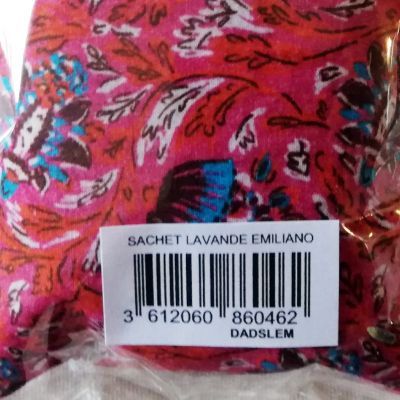 SACHET LAVANDE EMILIANO
3 612060 860462
DADSLEM